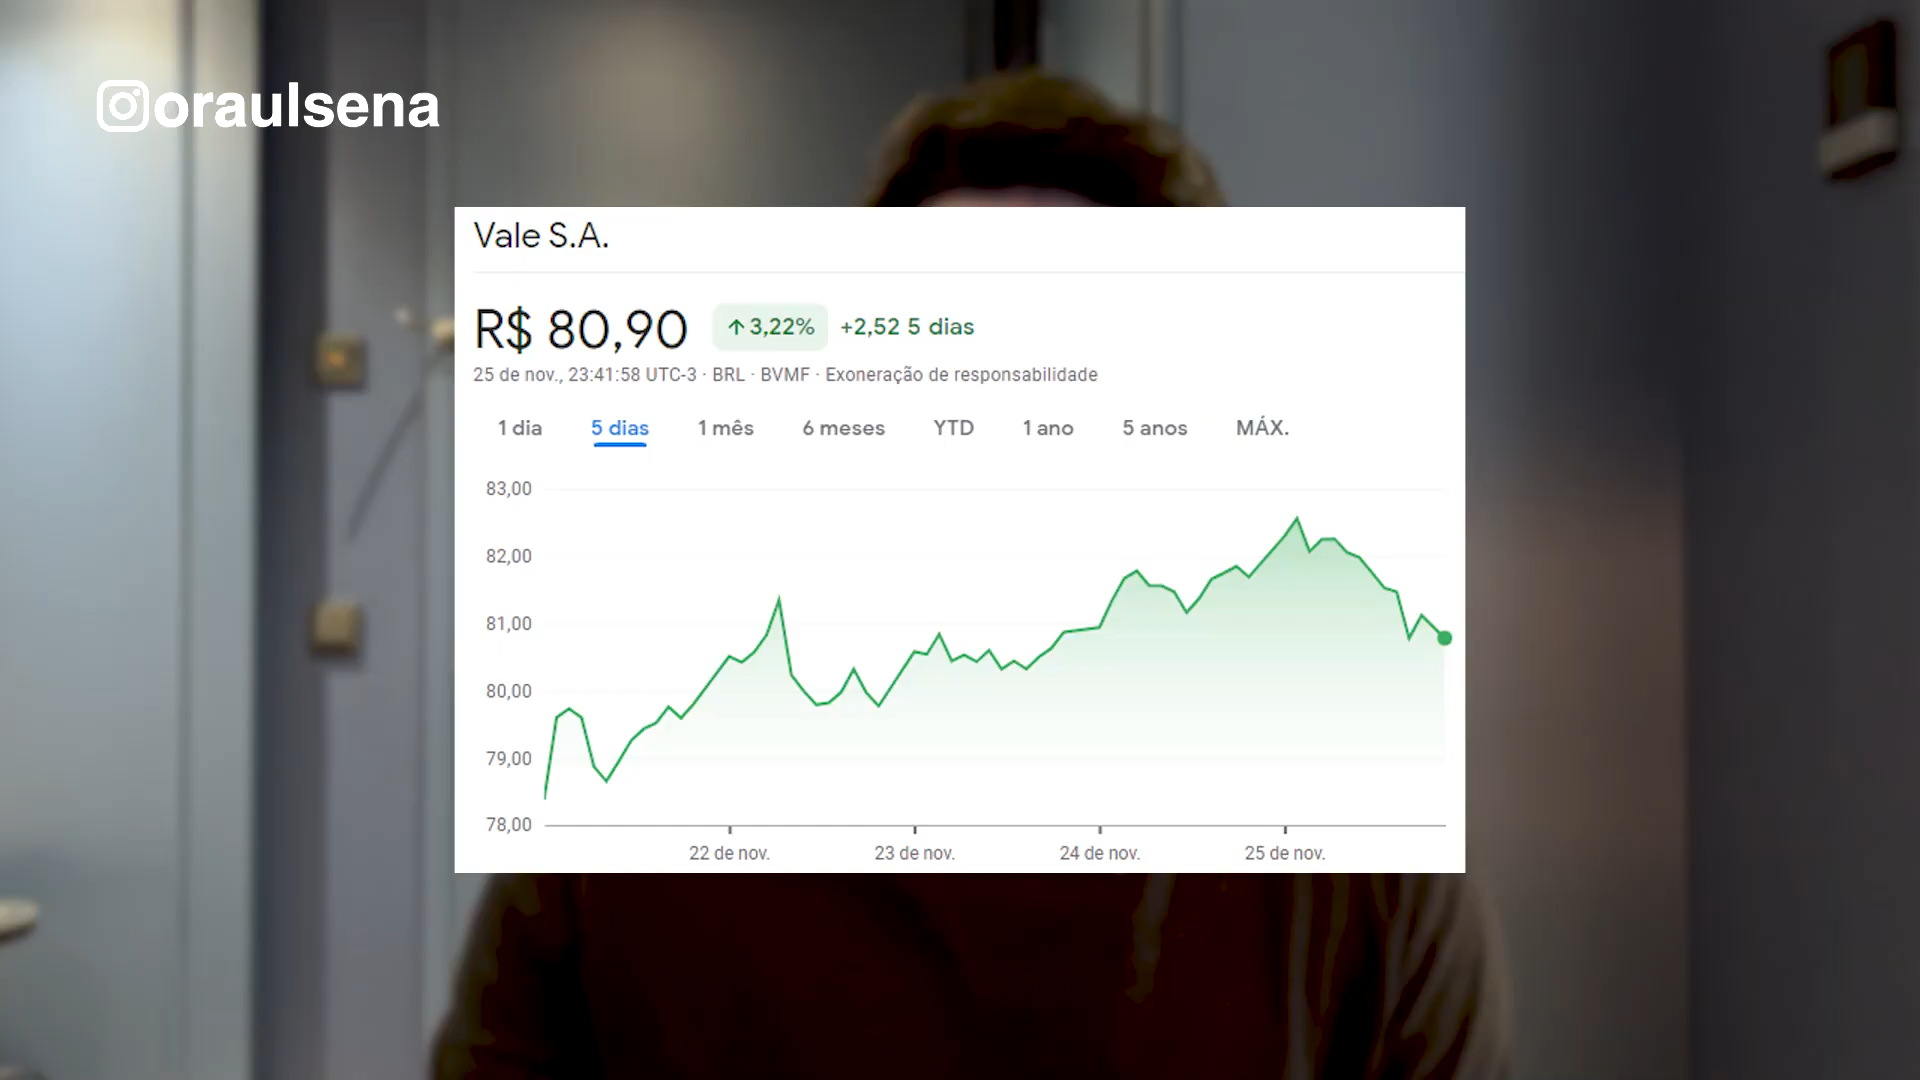 oraulsena
Vale S.A.
R$ 80,90 ↑ 3,22% +2,52 5 dias
25 de nov., 23:41:58 UTC-3 · BRL · BVMF · Exoneração de responsabilidade
1 dia 5 dias 1 mês 6 meses YTD 1 ano 5 anos MÁX.
83,00
82,00
81,00
80,00
79,00
78,00
22 de nov. 23 de nov. 24 de nov. 25 de nov.